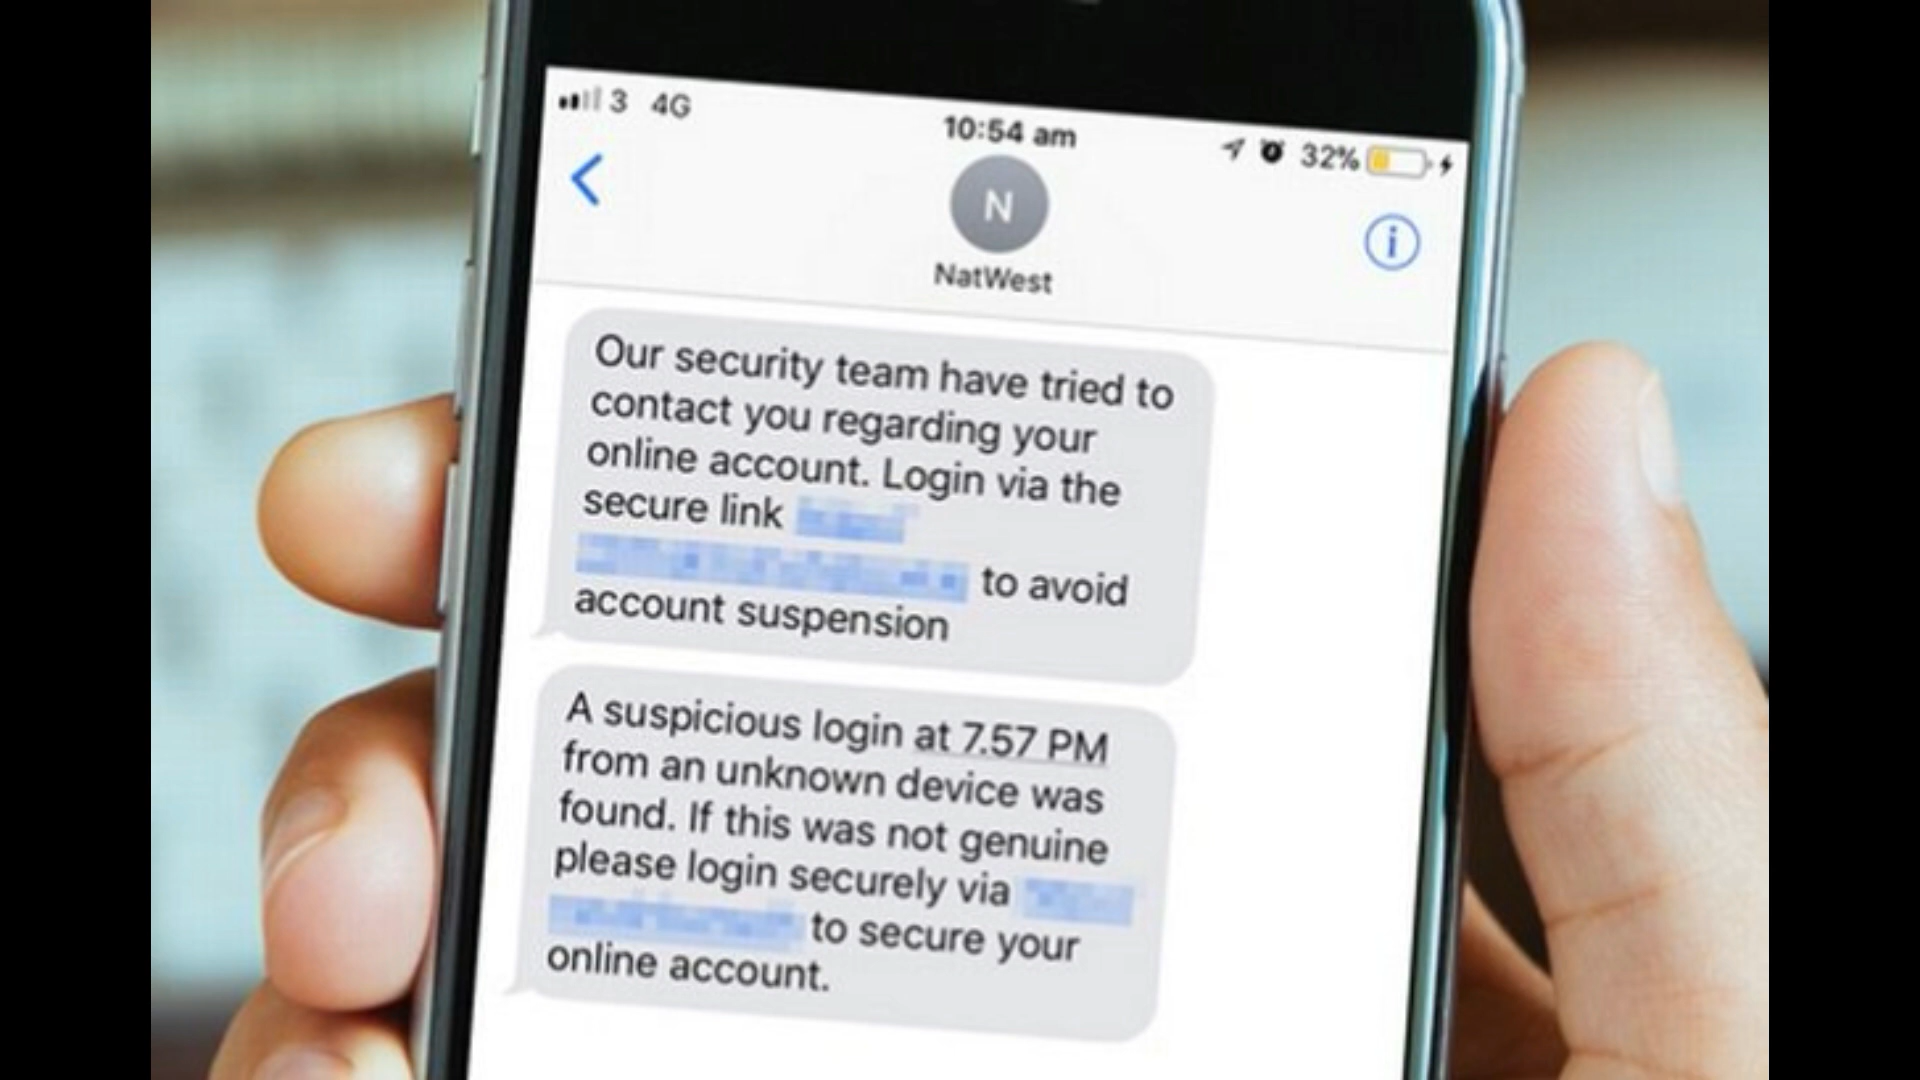 3 4G
10:54 am
32%
N
NatWest
Our security team have tried to
contact you regarding your
online account. Login via the
secure link
to avoid
account suspension
A suspicious login at 7.57 PM
from an unknown device was
found. If this was not genuine
please login securely via
to secure your
online account.